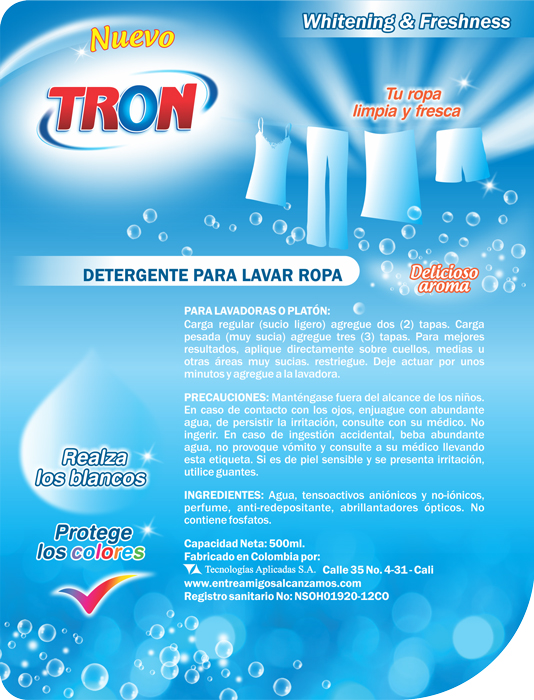 Whitening & Freshness
Nuevo
TRON
Tu ropa
limpia y fresca
DETERGENTE PARA LAVAR ROPA
Delicioso
aroma
PARA LAVADORAS O PLATÓN:
Carga regular (sucio ligero) agregue dos (2) tapas. Carga
pesada (muy sucia) agregue tres (3) tapas. Para mejores
resultados, aplique directamente sobre cuellos, medias u
otras áreas muy sucias. restriegue. Deje actuar por unos
minutos y agregue a la lavadora.
PRECAUCIONES: Manténgase fuera del alcance de los niños.
En caso de contacto con los ojos, enjuague con abundante
agua, de persistir la irritación, consulte con su médico. No
ingerir. En caso de ingestión accidental, beba abundante
agua, no provoque vómito y consulte a su médico llevando
esta etiqueta. Si es de piel sensible y se presenta irritación,
utilice guantes.
Realza
los blancos
INGREDIENTES: Agua, tensoactivos aniónicos y no-iónicos,
perfume, anti-redepositante, abrillantadores ópticos. No
contiene fosfatos.
Protege
los colores
Capacidad Neta: 500ml.
Fabricado en Colombia por:
Tecnologías Aplicadas S.A. Calle 35 No. 4-31 - Cali
www.entreamigosalcanzamos.com
Registro sanitario No: NSOH01920-12CO